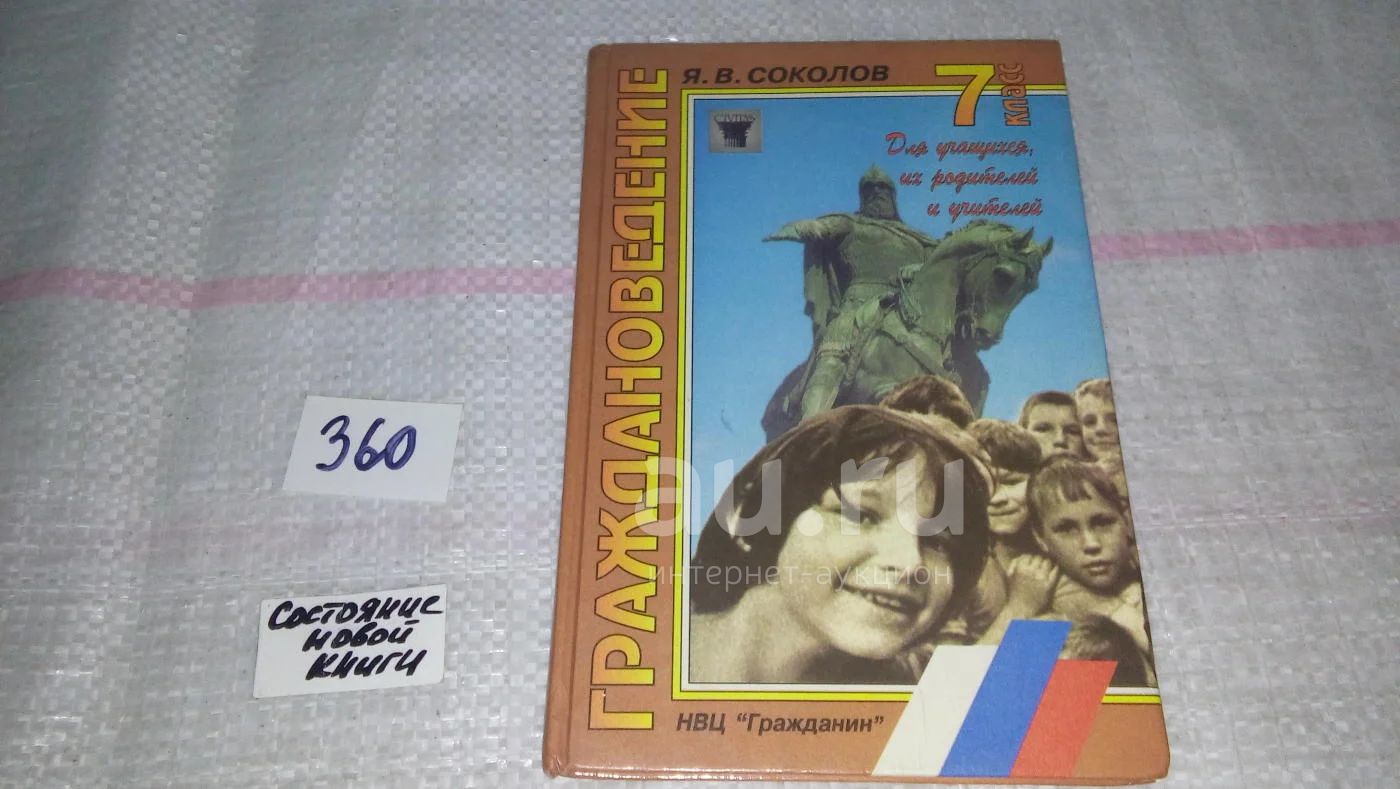 Я. В. СОКОЛОВ
7
класс
Для учащихся,
их родителей
и учителей
ГРАЖДАНОВЕДЕНИЕ
360
Состояние
новой
книги
au.ru
интернет-аукцион
НВЦ "Гражданин"